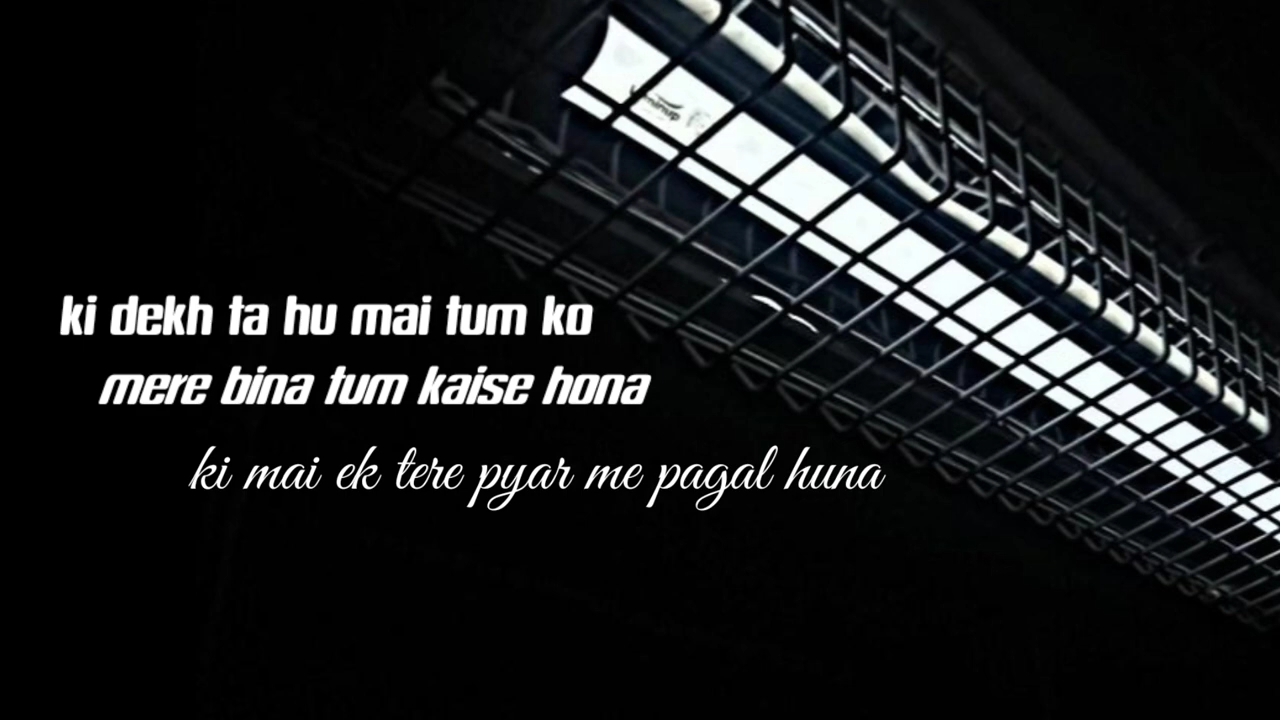 ki dekh ta hu mai tum ko
mere bina tum kaise hona
ki mai ek tere pyar me pagal huna